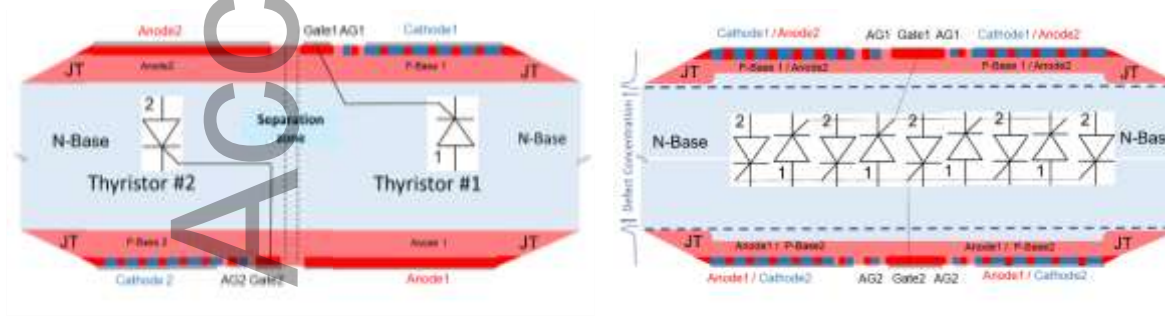 Anode2
Gate1 AG1
Cathode1
JT
Anode2
P-Base 1
JT
2
N-Base
Separation
zone
1
N-Base
Thyristor #2
Thyristor #1
JT
P-Base 2
Anode 1
JT
Cathode 2
AG2 Gate2
Anode1
Acc
Cathode1 /Anode2
AG1 Gate1 AG1
Cathode1 /Anode2
JT
P-Base 1 / Anode2
P-Base 1 / Anode2
JT
Defect Concentration
N-Base
2 2 2 2 2
1 1 1 1
N-Bas
JT
Anode1 / P-Base2
Anode1 / P-Base2
JT
Anode1 / Cathode2
AG2 Gate2 AG2
Anode1 / Cathode2